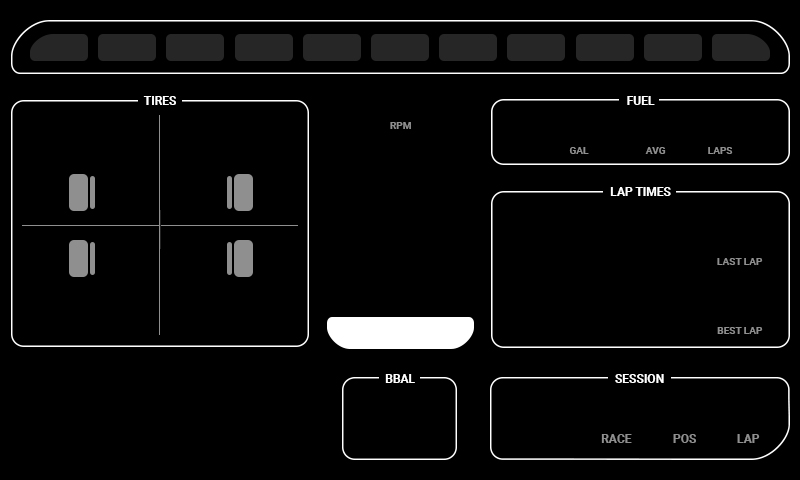 TIRES
RPM
FUEL
GAL AVG LAPS
LAP TIMES
LAST LAP
BEST LAP
BBAL
SESSION
RACE POS LAP